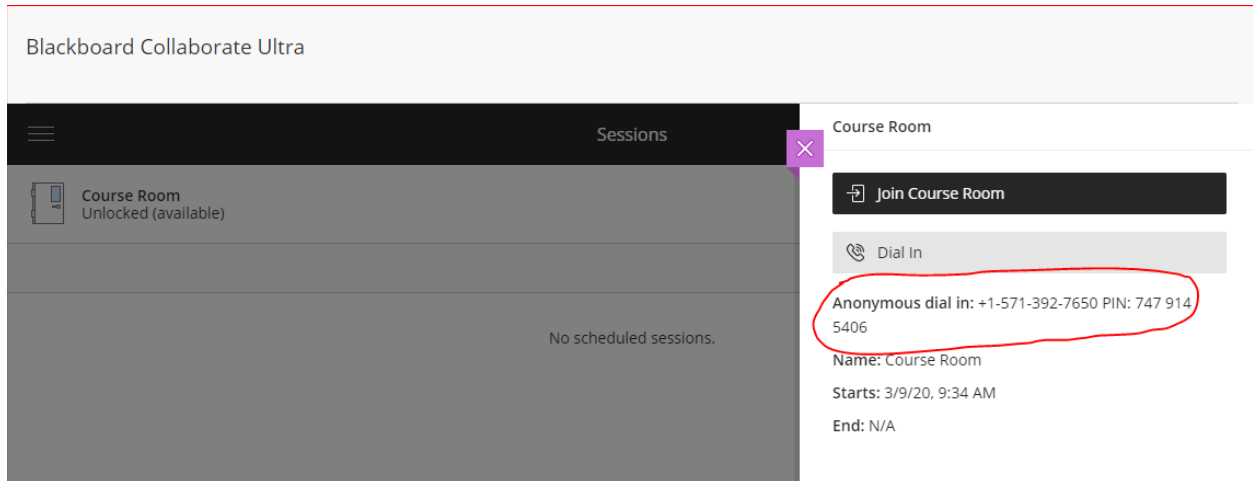 Blackboard Collaborate Ultra
Sessions
Course Room
Unlocked (available)
No scheduled sessions.
Course Room
Join Course Room
Dial In
Anonymous dial in: +1-571-392-7650 PIN: 747 914
5406
Name: Course Room
Starts: 3/9/20, 9:34 AM
End: N/A